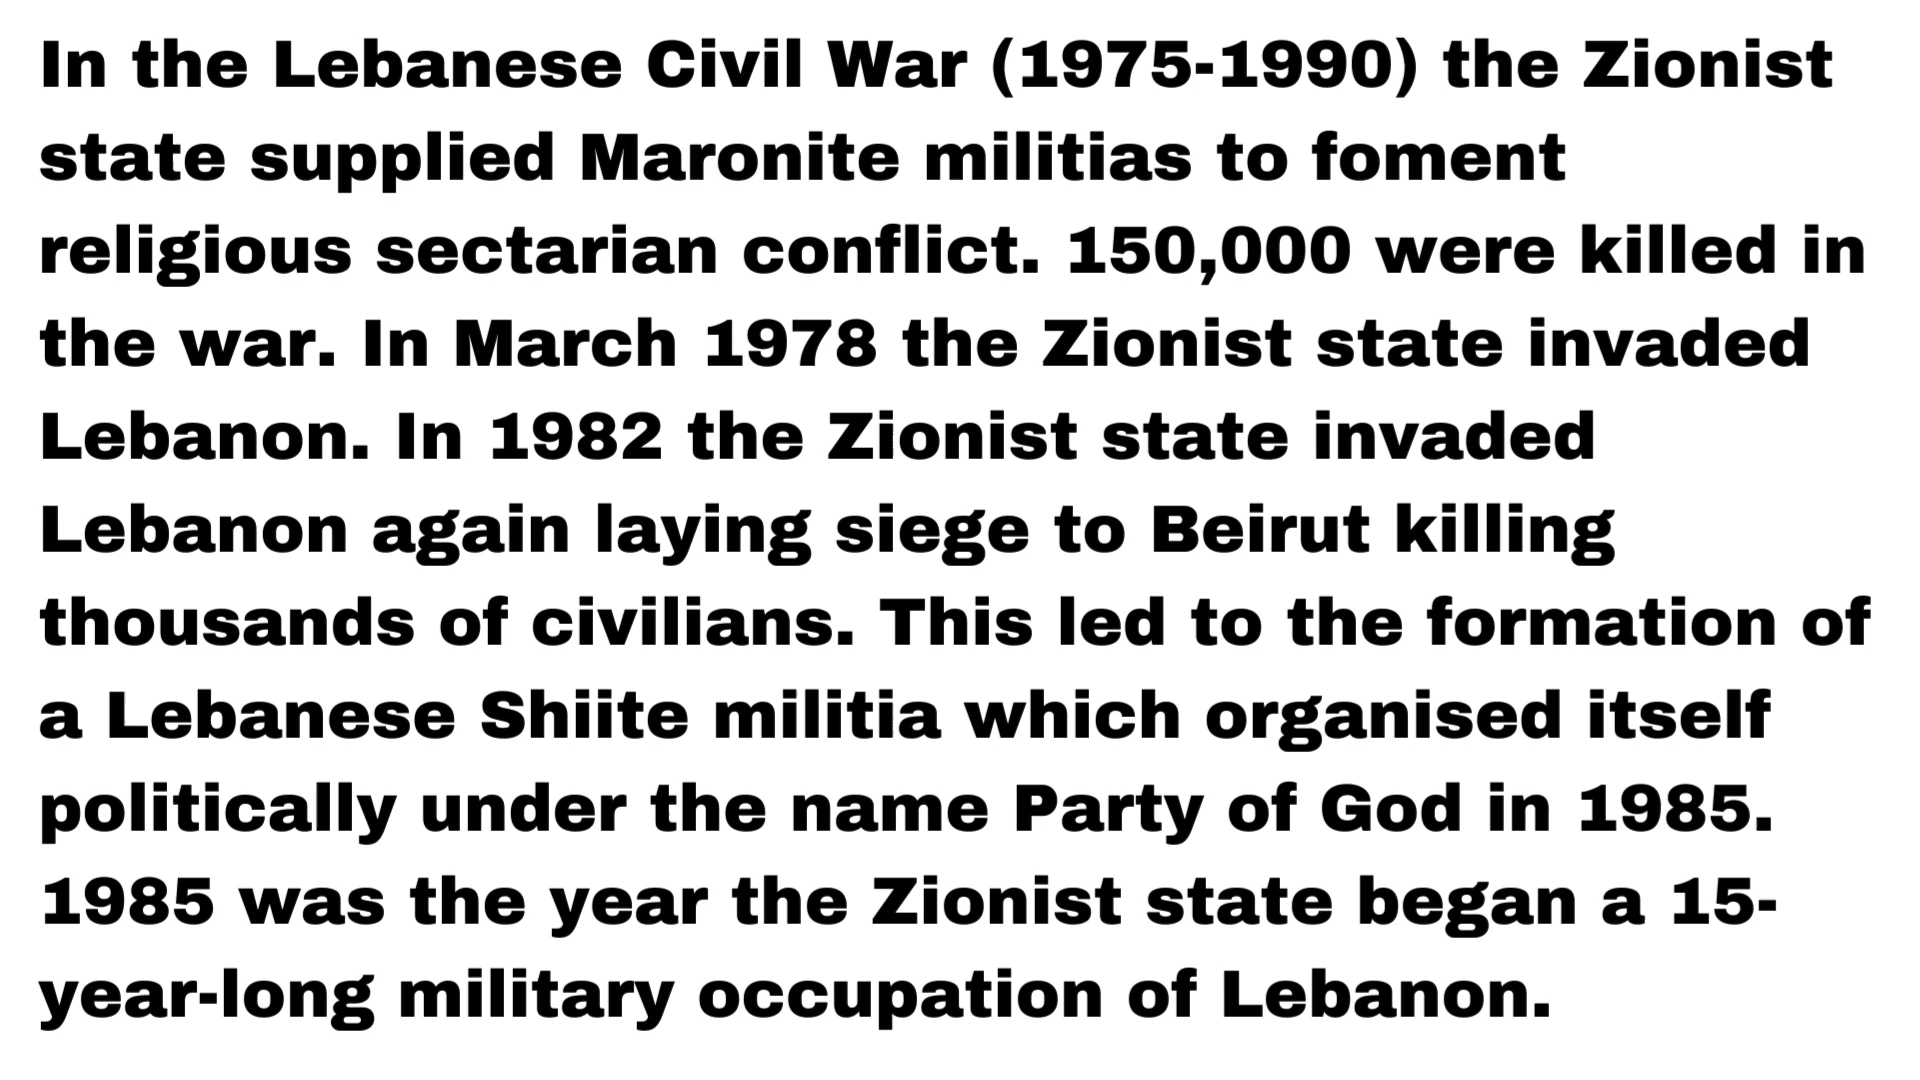 In the Lebanese Civil War (1975-1990) the Zionist
state supplied Maronite militias to foment
religious sectarian conflict. 150,000 were killed in
the war. In March 1978 the Zionist state invaded
Lebanon. In 1982 the Zionist state invaded
Lebanon again laying siege to Beirut killing
thousands of civilians. This led to the formation of
a Lebanese Shiite militia which organised itself
politically under the name Party of God in 1985.
1985 was the year the Zionist state began a 15-
year-long military occupation of Lebanon.